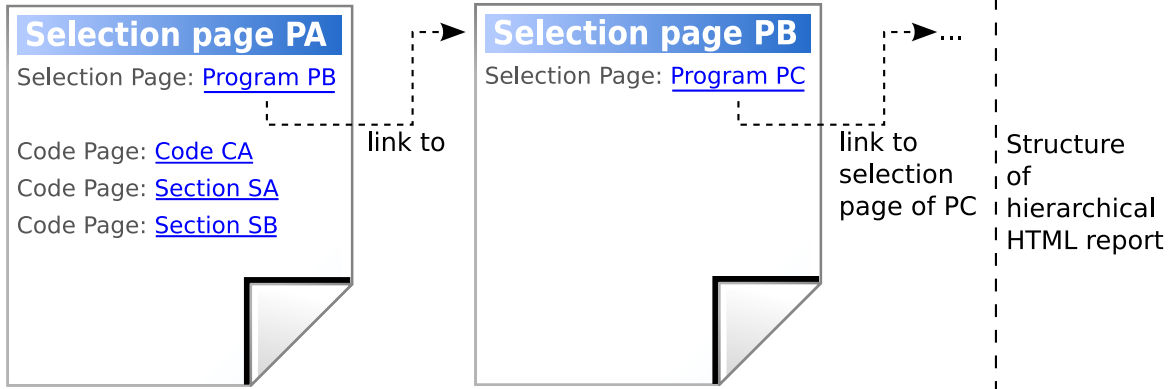 Selection page PA
Selection Page: Program PB
Code Page: Code CA
Code Page: Section SA
Code Page: Section SB
link to
Selection page PB
Selection Page: Program PC
...
link to
selection
page of PC
Structure
of
hierarchical
HTML report